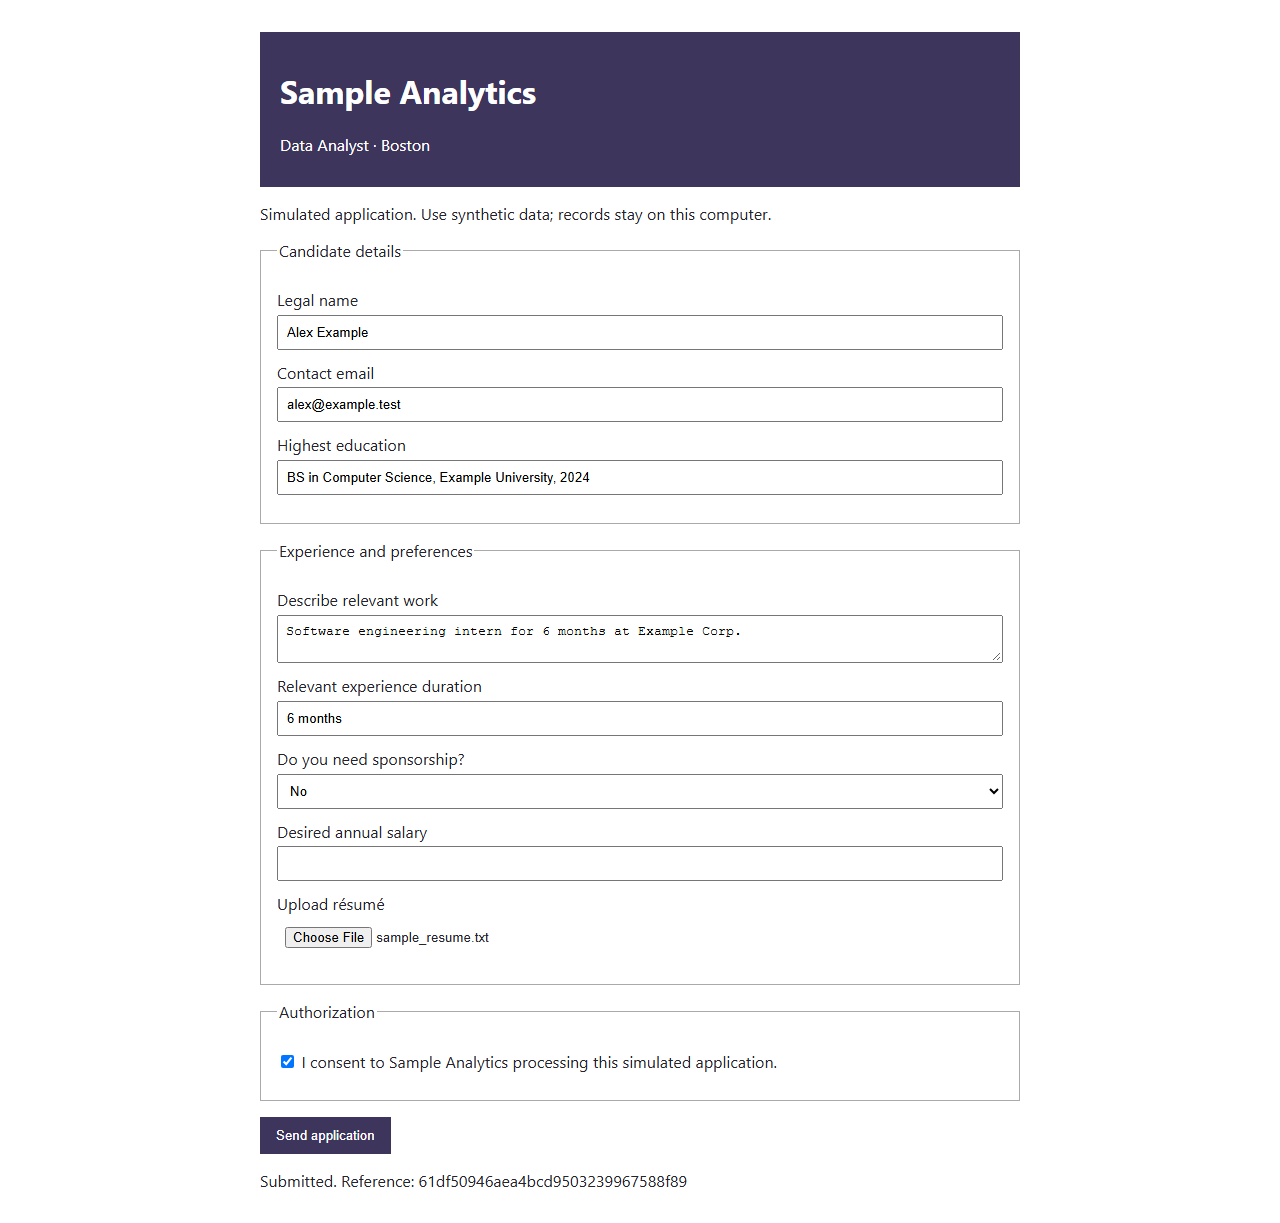 Sample Analytics
Data Analyst · Boston
Simulated application. Use synthetic data; records stay on this computer.
Candidate details
Legal name
Alex Example
Contact email
alex@example.test
Highest education
BS in Computer Science, Example University, 2024
Experience and preferences
Describe relevant work
Software engineering intern for 6 months at Example Corp.
Relevant experience duration
6 months
Do you need sponsorship?
No
Desired annual salary
Upload résumé
Choose File sample_resume.txt
Authorization
I consent to Sample Analytics processing this simulated application.
Send application
Submitted. Reference: 61df50946aea4bcd9503239967588f89